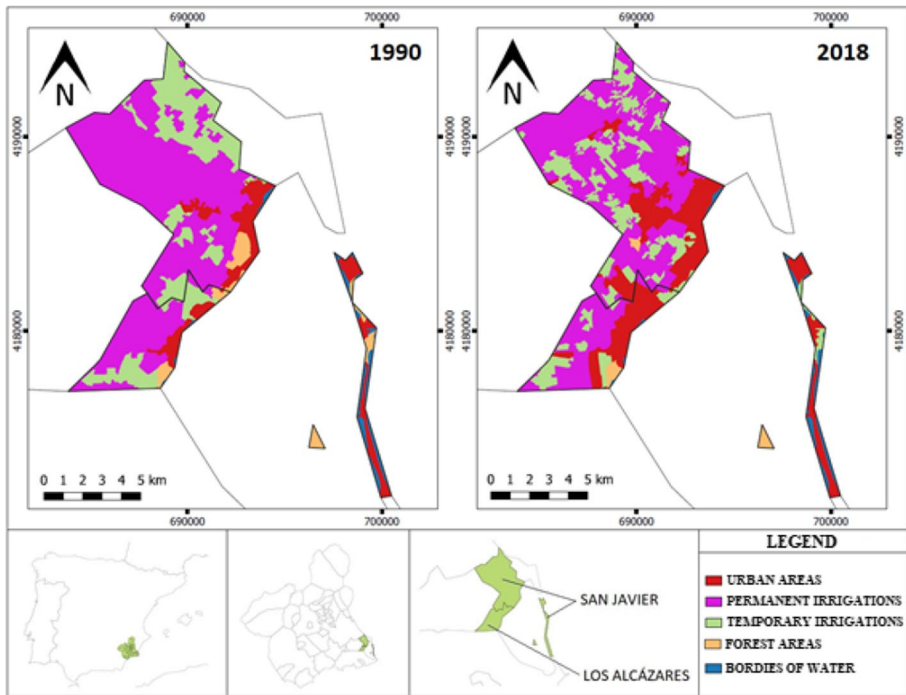 690000 700000 690000 700000
1990 2018
N N
4190000 4190000 4190000
4180000 4180000 4180000
0 1 2 3 4 5 km 0 1 2 3 4 5 km
690000 700000 690000 700000
LEGEND
URBAN AREAS
PERMANENT IRRIGATIONS
TEMPORARY IRRIGATIONS
FOREST AREAS
BORDIES OF WATER
SAN JAVIER
LOS ALCÁZARES